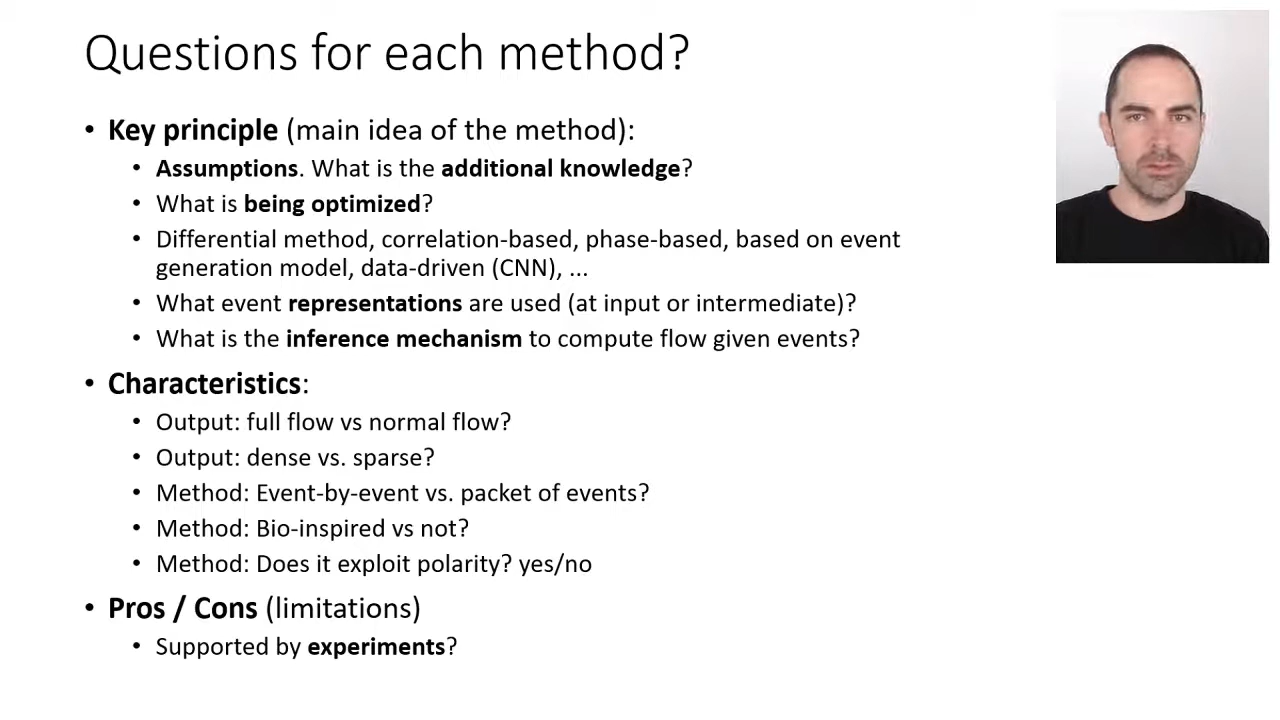 Questions for each method?
• Key principle (main idea of the method):
• Assumptions. What is the additional knowledge?
• What is being optimized?
• Differential method, correlation-based, phase-based, based on event
generation model, data-driven (CNN), ...
• What event representations are used (at input or intermediate)?
• What is the inference mechanism to compute flow given events?
• Characteristics:
• Output: full flow vs normal flow?
• Output: dense vs. sparse?
• Method: Event-by-event vs. packet of events?
• Method: Bio-inspired vs not?
• Method: Does it exploit polarity? yes/no
• Pros / Cons (limitations)
• Supported by experiments?